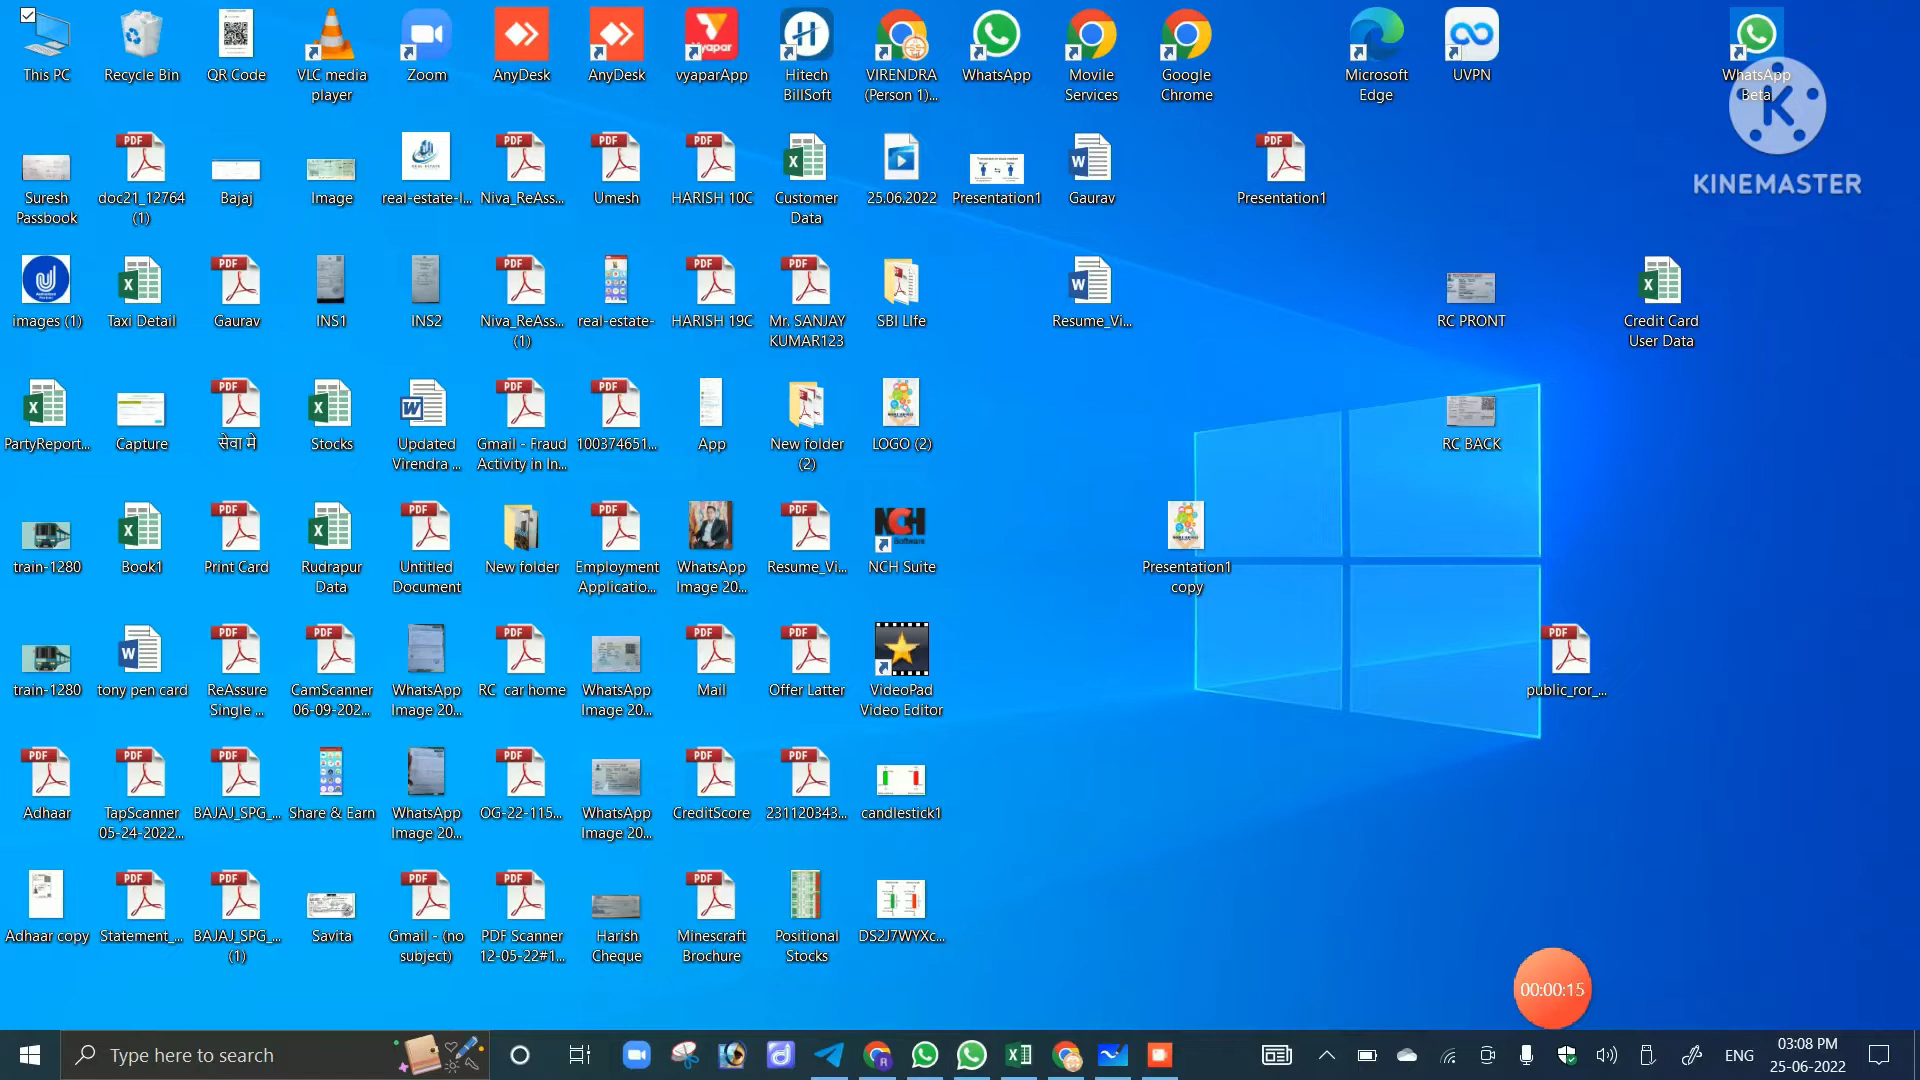 This PC
Recycle Bin
QR Code
VLC media
player
Zoom
AnyDesk
AnyDesk
vyaparApp
Hitech
BillSoft
VIRENDRA
(Person 1)...
WhatsApp
Movile
Services
Google
Chrome
Microsoft
Edge
UVPN
WhatsApp
Beta
KINEMASTER
Suresh
Passbook
doc21_12764
(1)
Bajaj
Image
real-estate-l...
Niva_ReAss...
Umesh
HARISH 10C
Customer
Data
25.06.2022
Presentation1
Gaurav
Presentation1
images (1)
Taxi Detail
Gaurav
INS1
INS2
Niva_ReAss...
(1)
real-estate-
HARISH 19C
Mr. SANJAY
KUMAR123
SBI LIfe
Resume_Vi...
RC PRONT
Credit Card
User Data
PartyReport...
Capture
सेवा मे
Stocks
Updated
Virendra ...
Gmail - Fraud
Activity in In...
100374651...
App
New folder
(2)
LOGO (2)
RC BACK
train-1280
Book1
Print Card
Rudrapur
Data
Untitled
Document
New folder
Employment
Applicatio...
WhatsApp
Image 20...
Resume_Vi...
NCH Suite
Presentation1
copy
train-1280
tony pen card
ReAssure
Single ...
CamScanner
06-09-202...
WhatsApp
Image 20...
RC car home
WhatsApp
Image 20...
Mail
Offer Latter
VideoPad
Video Editor
public_ror_...
Adhaar
TapScanner
05-24-2022...
BAJAJ_SPG_...
Share & Earn
WhatsApp
Image 20...
OG-22-115...
WhatsApp
Image 20...
CreditScore
231120343...
candlestick1
Adhaar copy
Statement_...
BAJAJ_SPG_...
(1)
Savita
Gmail - (no
subject)
PDF Scanner
12-05-22#1...
Harish
Cheque
Minescraft
Brochure
Positional
Stocks
DS2J7WYXc...
00:00:15
Type here to search
ENG
03:08 PM
25-06-2022